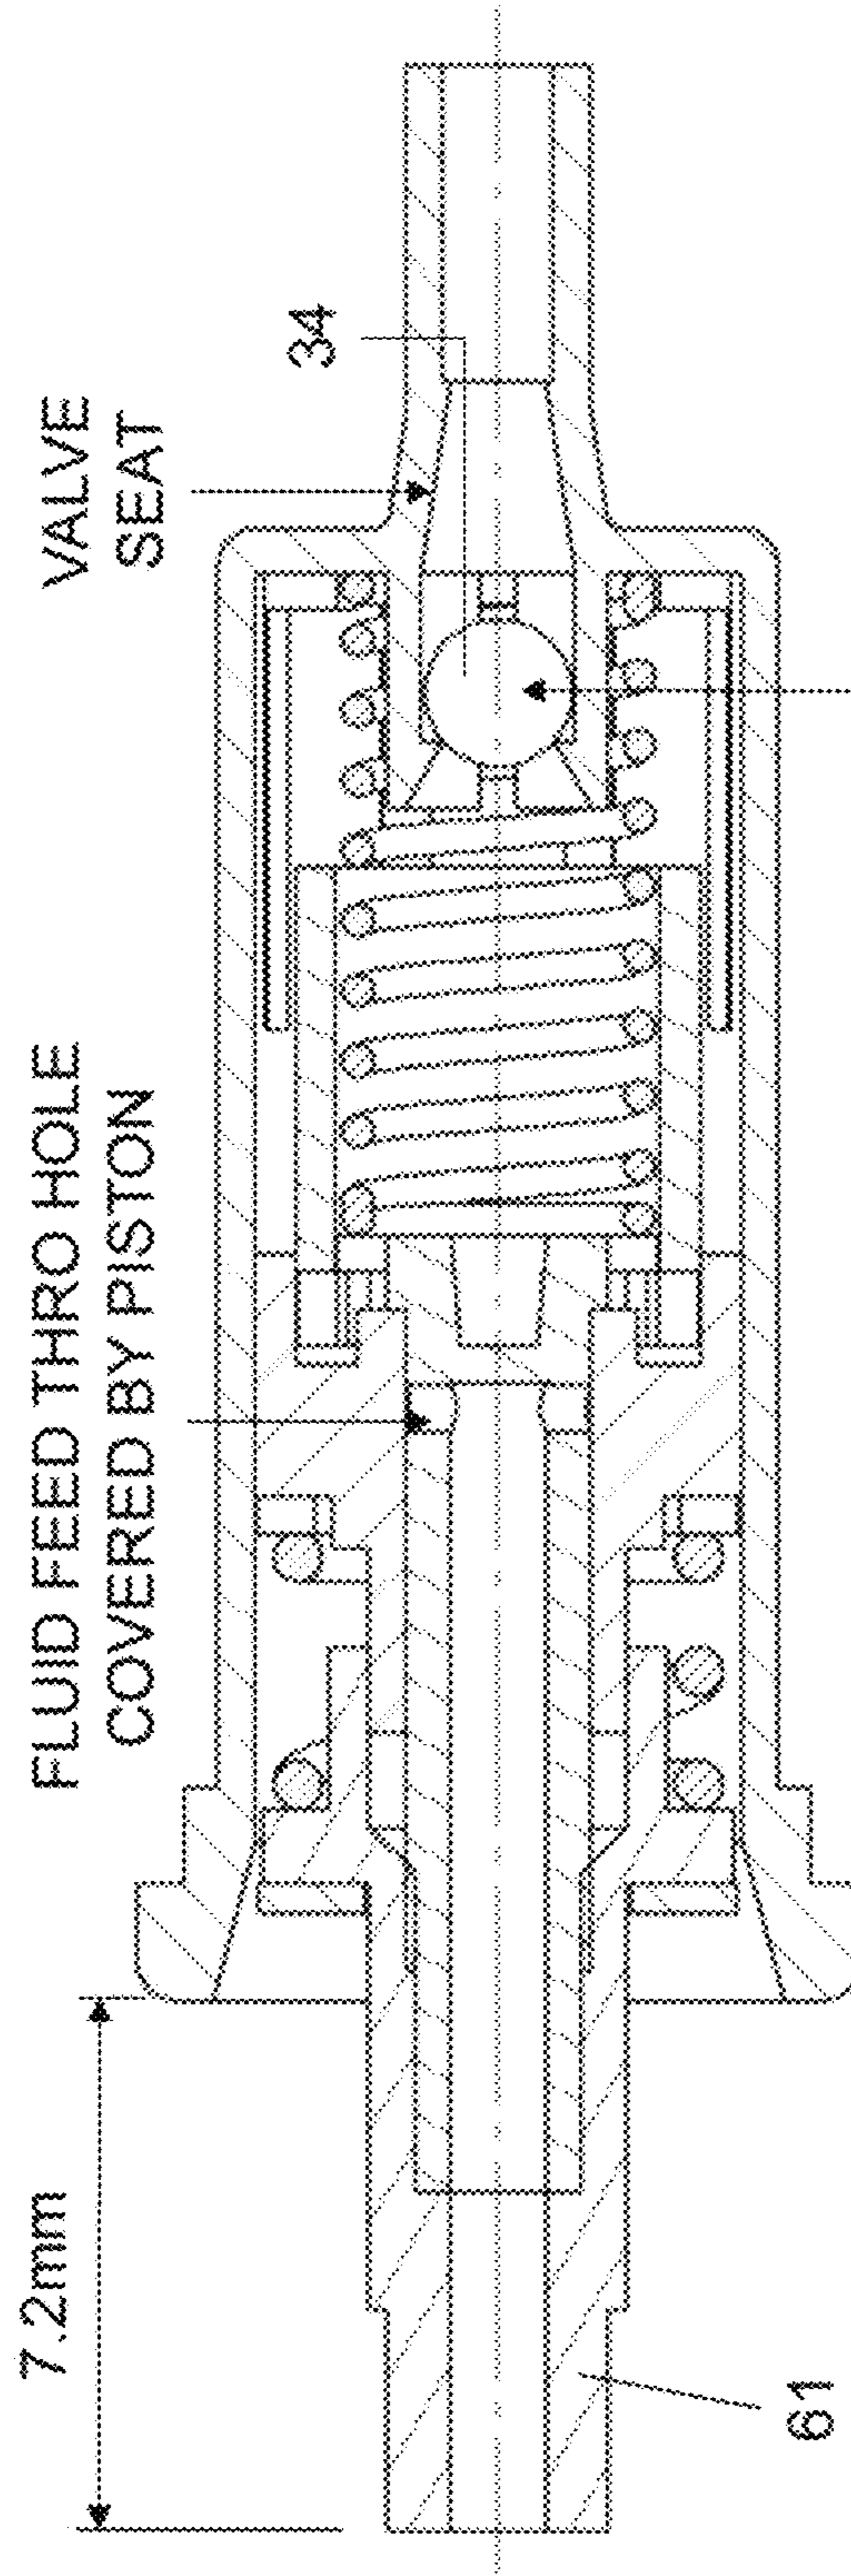 7.2mm
FLUID FEED THRO HOLE
COVERED BY PISTON
VALVE
SEAT
34
61